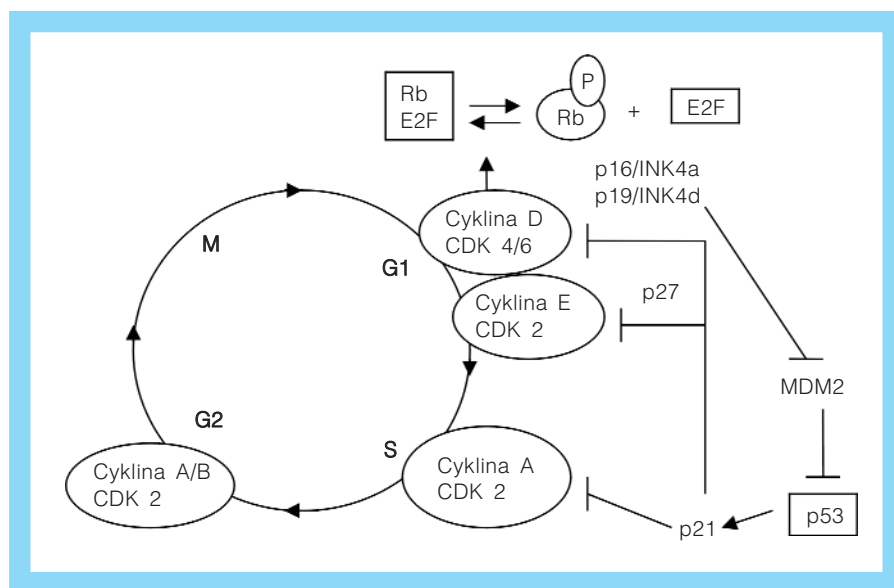 Rb
E2F
P
Rb
+
E2F
p16/INK4a
p19/INK4d
Cyklina D
CDK 4/6
M
G1
Cyklina E
CDK 2
p27
MDM2
G2
S
Cyklina A/B
CDK 2
Cyklina A
CDK 2
p21
p53